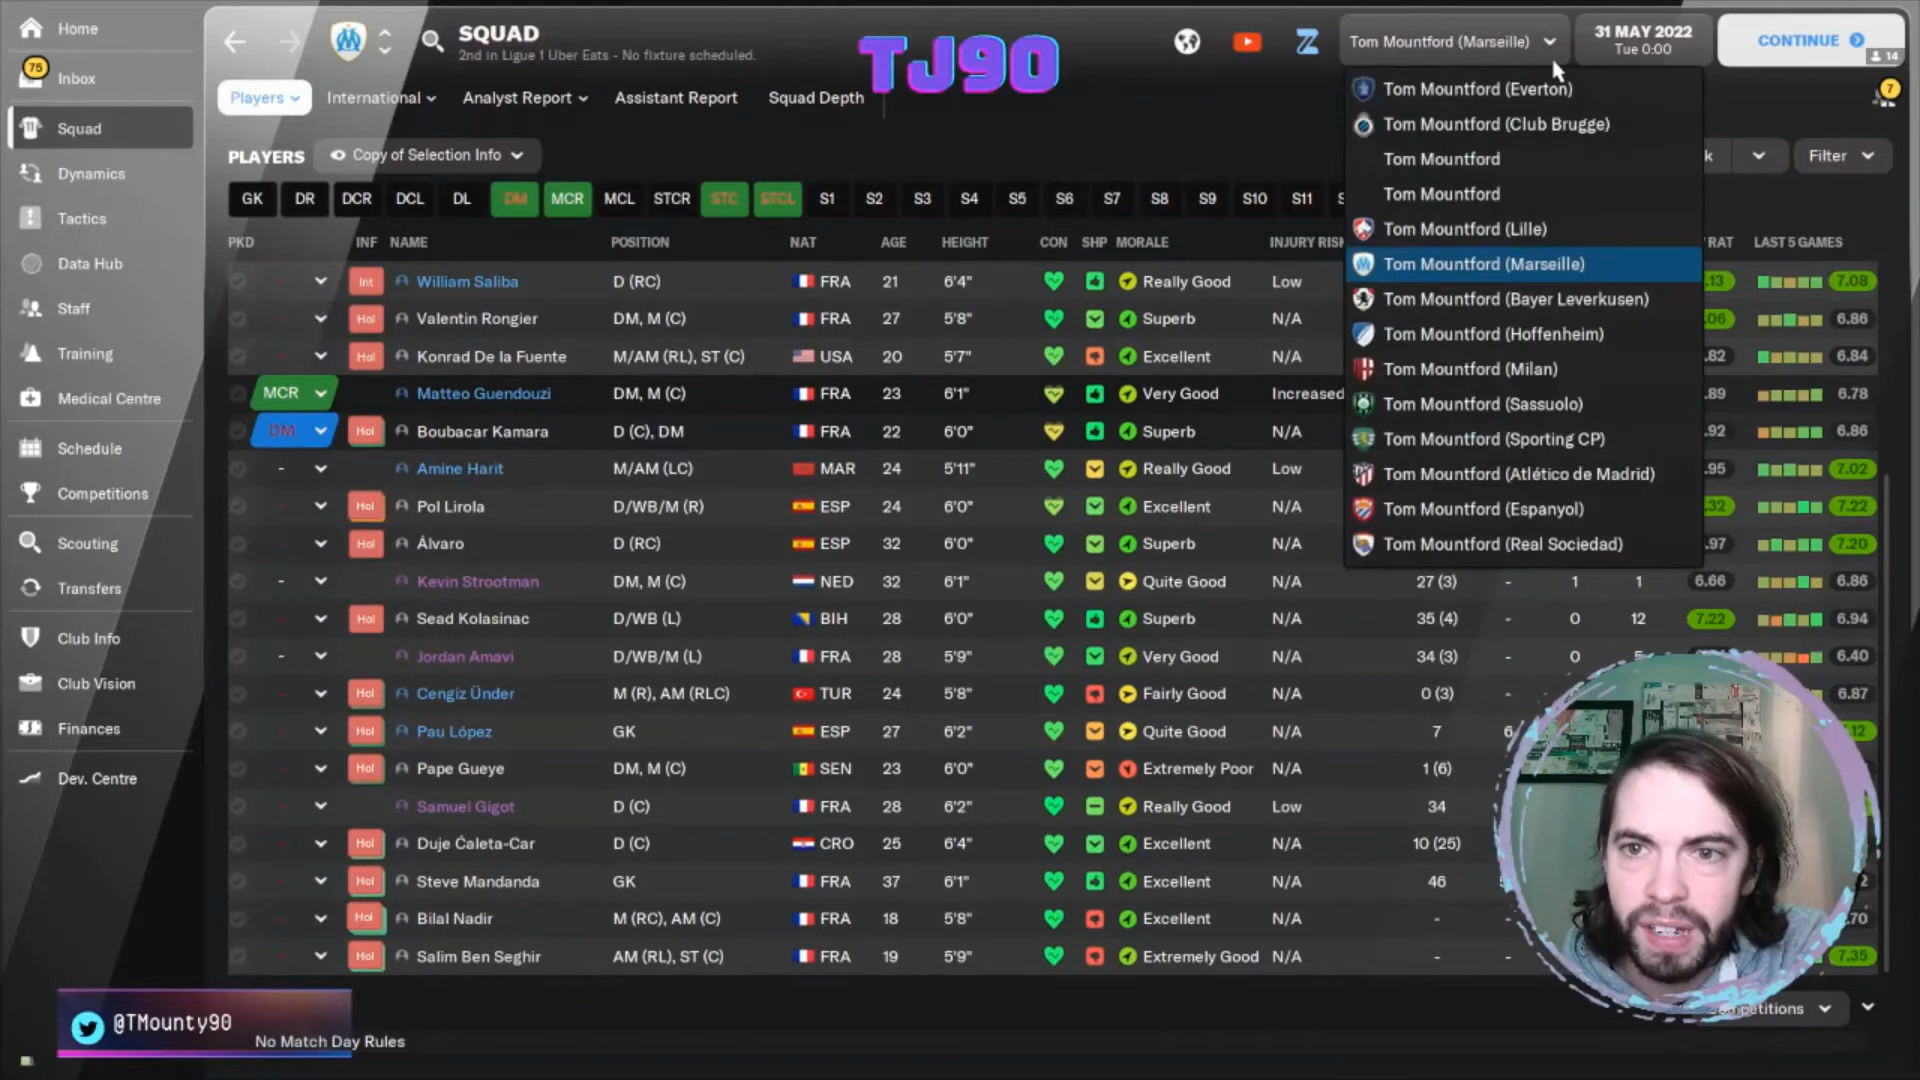 Home
SQUAD
2nd in Ligue 1 Uber Eats - No fixture scheduled.
TJ90
Tom Mountford (Marseille)
31 MAY 2022
Tue 0:00
CONTINUE
14
75
Inbox
Players
International
Analyst Report
Assistant Report
Squad Depth
7
Squad
Dynamics
Tactics
Data Hub
Staff
Training
Medical Centre
Schedule
Competitions
Scouting
Transfers
Club Info
Club Vision
Finances
Dev. Centre
Tom Mountford (Everton)
Tom Mountford (Club Brugge)
Tom Mountford
Tom Mountford
Tom Mountford (Lille)
Tom Mountford (Marseille)
Tom Mountford (Bayer Leverkusen)
Tom Mountford (Hoffenheim)
Tom Mountford (Milan)
Tom Mountford (Sassuolo)
Tom Mountford (Sporting CP)
Tom Mountford (Atlético de Madrid)
Tom Mountford (Espanyol)
Tom Mountford (Real Sociedad)
PLAYERS Copy of Selection Info
k Filter
GK DR DCR DCL DL DM MCR MCL STCR STC STCL S1 S2 S3 S4 S5 S6 S7 S8 S9 S10 S11 S
PKD INF NAME POSITION NAT AGE HEIGHT CON SHP MORALE INJURY RIS RAT LAST 5 GAMES
Int William Saliba D (RC) FRA 21 6'4" Really Good Low .13 7.08
Hol Valentin Rongier DM, M (C) FRA 27 5'8" Superb N/A .06 6.86
Hol Konrad De la Fuente M/AM (RL), ST (C) USA 20 5'7" Excellent N/A .82 6.84
MCR Matteo Guendouzi DM, M (C) FRA 23 6'1" Very Good Increased .89 6.78
DM Hol Boubacar Kamara D (C), DM FRA 22 6'0" Superb N/A .92 6.86
- Amine Harit M/AM (LC) MAR 24 5'11" Really Good Low .95 7.02
Hol Pol Lirola D/WB/M (R) ESP 24 6'0" Excellent N/A .32 7.22
Hol Álvaro D (RC) ESP 32 6'0" Superb N/A .97 7.20
- Kevin Strootman DM, M (C) NED 32 6'1" Quite Good N/A 27 (3) - 1 1 6.66 6.86
Hol Sead Kolasinac D/WB (L) BIH 28 6'0" Superb N/A 35 (4) - 0 12 7.22 6.94
- Jordan Amavi D/WB/M (L) FRA 28 5'9" Very Good N/A 34 (3) - 0 6.40
Hol Cengiz Ünder M (R), AM (RLC) TUR 24 5'8" Fairly Good N/A 0 (3) - 6.87
Hol Pau López GK ESP 27 6'2" Quite Good N/A 7 6 .12
Hol Pape Gueye DM, M (C) SEN 23 6'0" Extremely Poor N/A 1 (6) -
Samuel Gigot D (C) FRA 28 6'2" Really Good Low 34 -
Hol Duje Ćaleta-Car D (C) CRO 25 6'4" Excellent N/A 10 (25) -
Hol Steve Mandanda GK FRA 37 6'1" Excellent N/A 46 2
Hol Bilal Nadir M (RC), AM (C) FRA 18 5'8" Excellent N/A - - .70
Hol Salim Ben Seghir AM (RL), ST (C) FRA 19 5'9" Extremely Good N/A - - 7.35
@TMounty90
No Match Day Rules
petitions